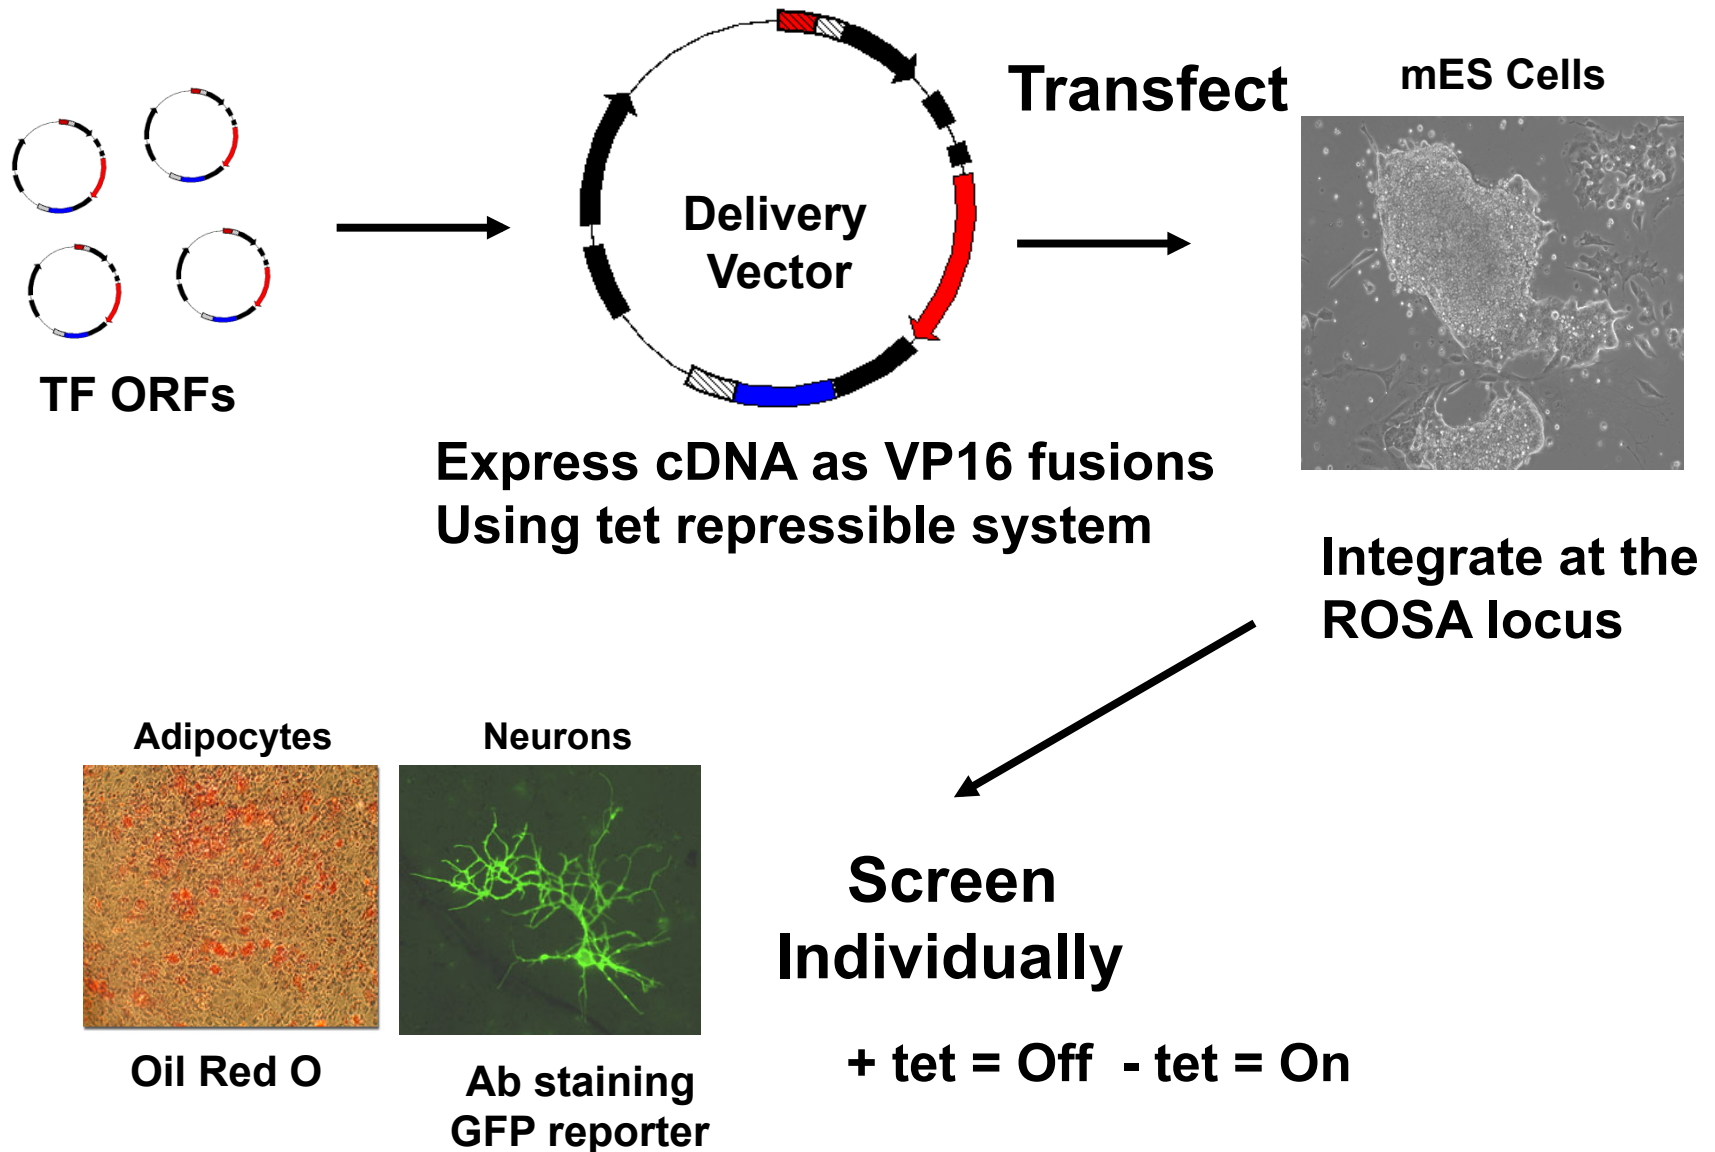 TF ORFs
Delivery
Vector
Transfect
mES Cells
Express cDNA as VP16 fusions
Using tet repressible system
Integrate at the
ROSA locus
Adipocytes
Neurons
Oil Red O
Ab staining
GFP reporter
Screen
Individually
+ tet = Off - tet = On